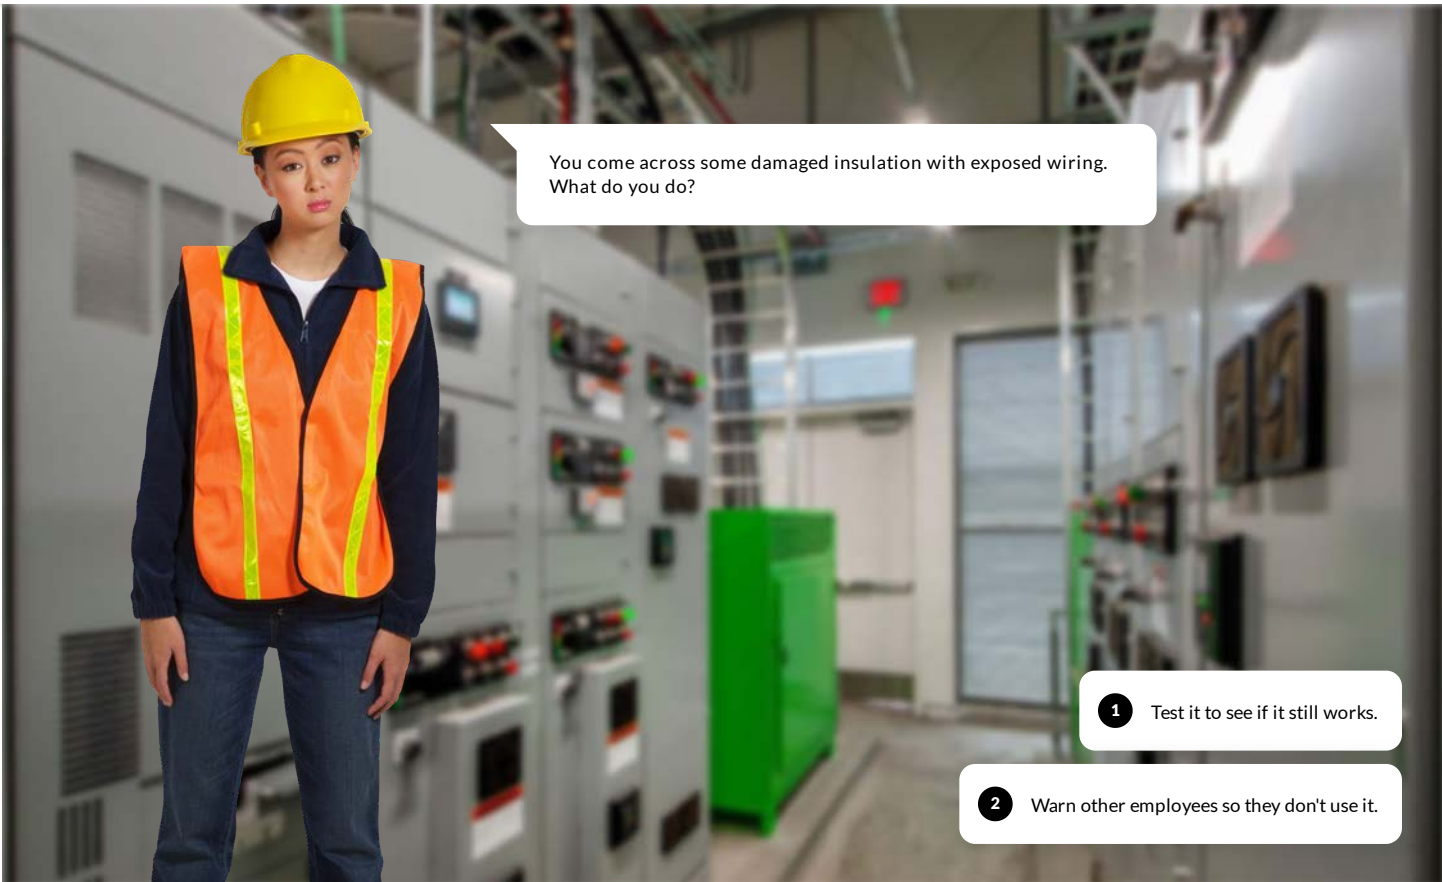 You come across some damaged insulation with exposed wiring.
What do you do?
1 Test it to see if it still works.
2 Warn other employees so they don't use it.